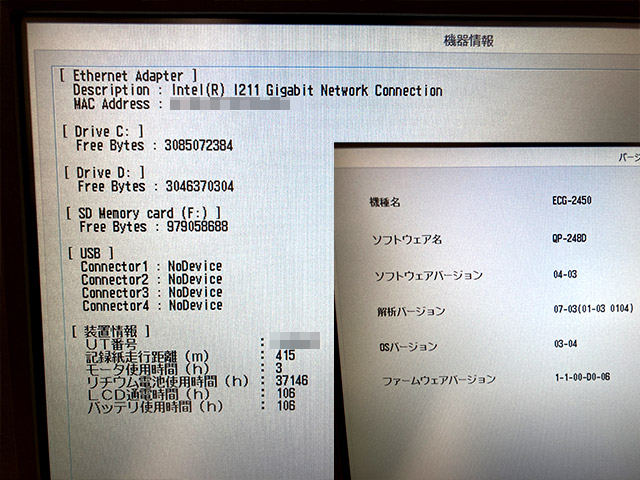 機器情報
[ Ethernet Adapter ]
Description : Intel(R) I211 Gigabit Network Connection
MAC Address :
[ Drive C: ]
Free Bytes : 3085072384
[ Drive D: ]
Free Bytes : 3046370304
[ SD Memory card (F:) ]
Free Bytes : 979058688
[ USB ]
Connector1 : NoDevice
Connector2 : NoDevice
Connector3 : NoDevice
Connector4 : NoDevice
[ 装置情報 ]
UT番号 :
記録紙走行距離 (m) : 415
モータ使用時間 (h) : 3
リチウム電池使用時間 (h) : 37146
LCD通電時間 (h) : 106
バッテリ使用時間 (h) : 106
バージ
機種名 ECG-2450
ソフトウェア名 QP-248D
ソフトウェアバージョン 04-03
解析バージョン 07-03(01-03 0104)
OSバージョン 03-04
ファームウェアバージョン 1-1-00-D0-06